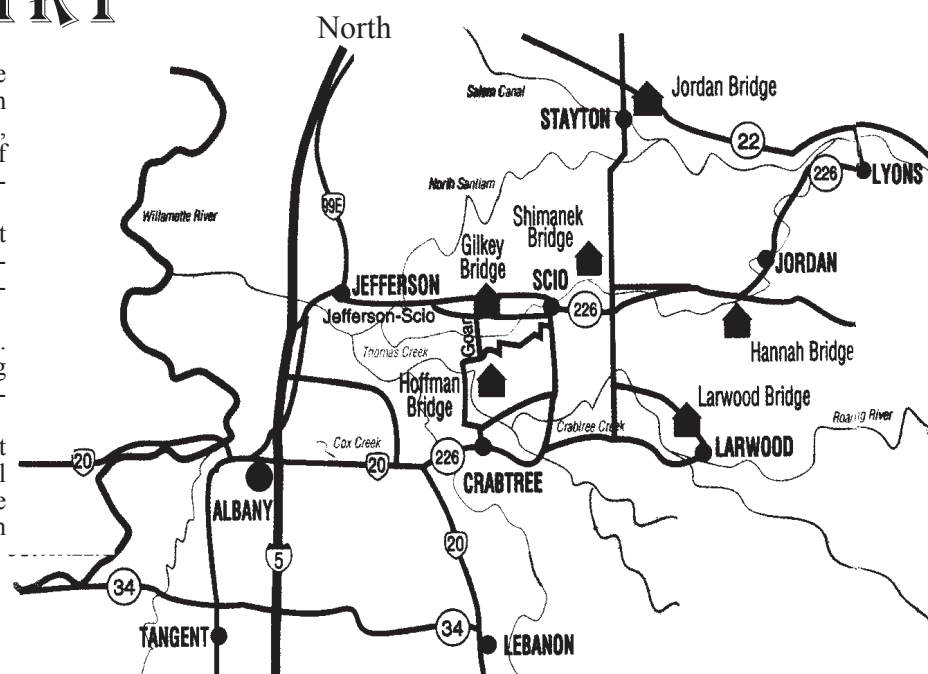 North
Jordan Bridge
Salem Canal
STAYTON
22
226
LYONS
North Santiam
99E
Willamette River
Shimanek
Bridge
Gilkey
Bridge
SCIO
JORDAN
JEFFERSON
226
Jefferson-Scio
Goar
Hannah Bridge
Thomas Creek
Hoffman
Bridge
Larwood Bridge
Roaring River
Crabtree Creek
Cox Creek
LARWOOD
20
20
226
CRABTREE
ALBANY
5
20
34
34
TANGENT
LEBANON